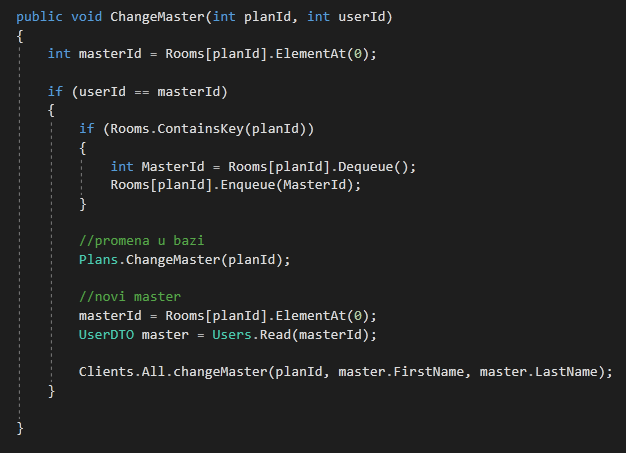 public void ChangeMaster(int planId, int userId)
{
int masterId = Rooms[planId].ElementAt(0);
if (userId == masterId)
{
if (Rooms.ContainsKey(planId))
{
int MasterId = Rooms[planId].Dequeue();
Rooms[planId].Enqueue(MasterId);
}
//promena u bazi
Plans.ChangeMaster(planId);
//novi master
masterId = Rooms[planId].ElementAt(0);
UserDTO master = Users.Read(masterId);
Clients.All.changeMaster(planId, master.FirstName, master.LastName);
}
}